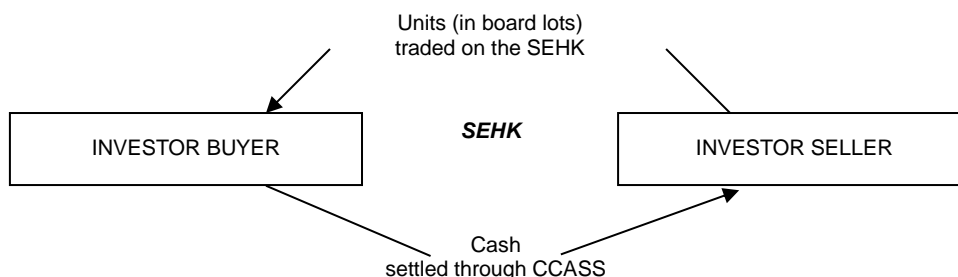 Units (in board lots)
traded on the SEHK
INVESTOR BUYER
SEHK
INVESTOR SELLER
Cash
settled through CCASS